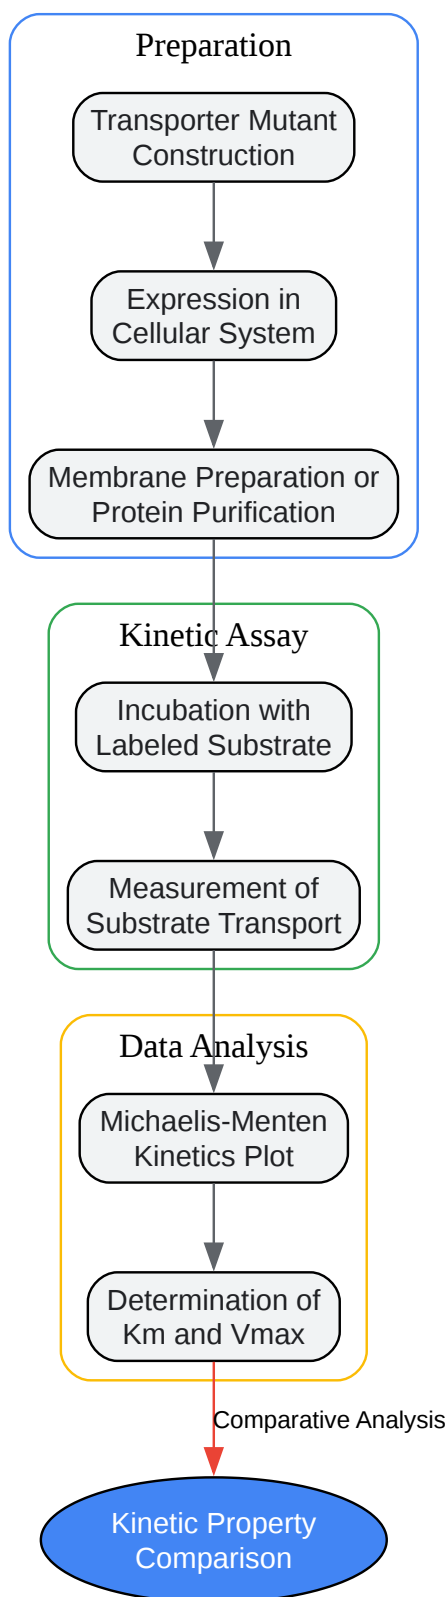 Preparation
Transporter Mutant
Construction
Expression in
Cellular System
Membrane Preparation or
Protein Purification
Kinetic Assay
Incubation with
Labeled Substrate
Measurement of
Substrate Transport
Data Analysis
Michaelis-Menten
Kinetics Plot
Determination of
Km and Vmax
Comparative Analysis
Kinetic Property
Comparison